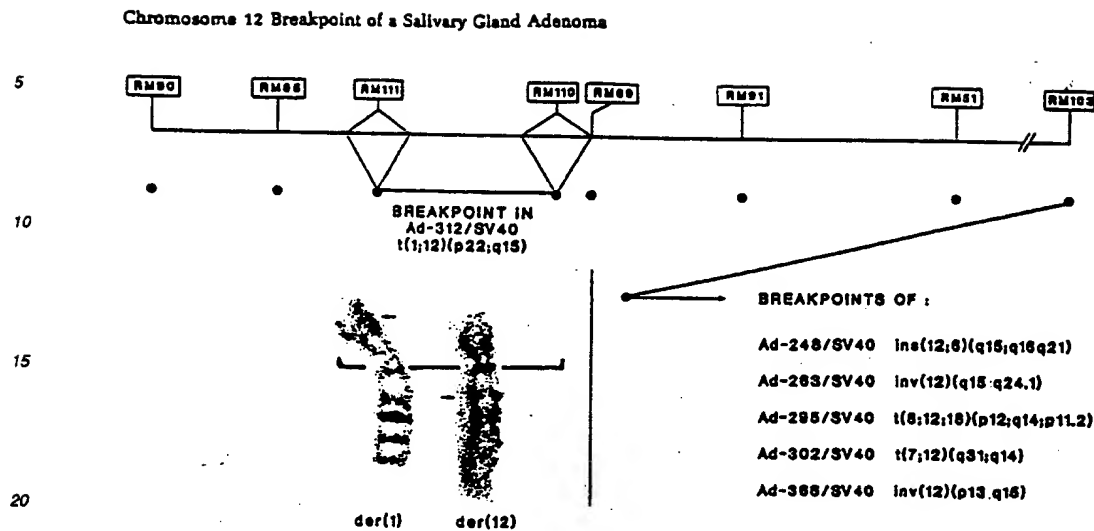 Chromosome 12 Breakpoint of a Salivary Gland Adenoma
5
RM90 RM111 RM110 RM69 RM91 RM51 RM103
10
BREAKPOINT IN
Ad-312/SV40
t(1;12)(p22;q15)
BREAKPOINTS OF :
Ad-248/SV40 ins(12;6)(q15;q16q21)
15
Ad-263/SV40 inv(12)(q15 q24.1)
Ad-295/SV40 t(8;12;18)(p12;q14;p11.2)
Ad-302/SV40 t(7;12)(q31;q14)
Ad-366/SV40 inv(12)(p13.q15)
20
der(1) der(12)